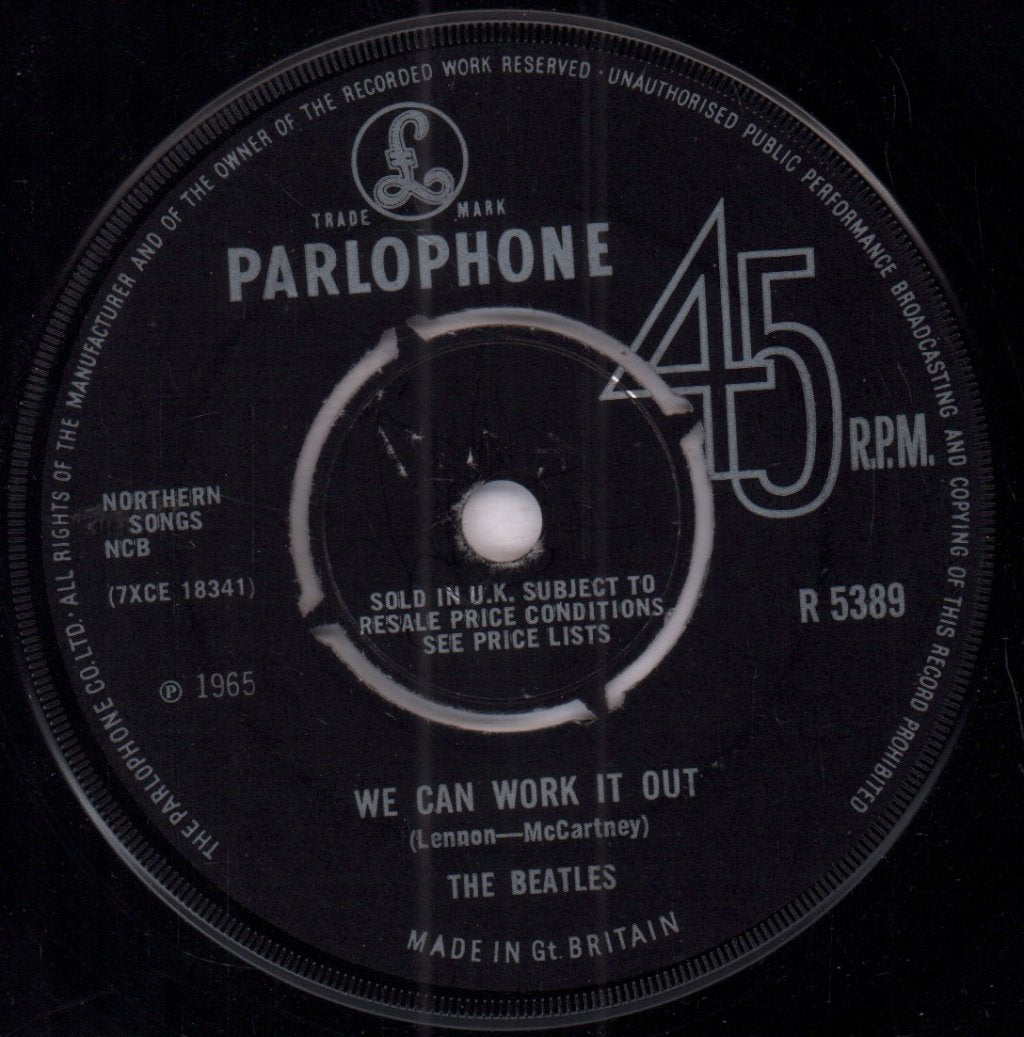 THE PARLOPHONE CO. LTD. · ALL RIGHTS OF THE MANUFACTURER AND OF THE OWNER OF THE RECORDED WORK RESERVED · UNAUTHORISED PUBLIC PERFORMANCE BROADCASTING AND COPYING OF THIS RECORD PROHIBITED
£
TRADE MARK
PARLOPHONE
45
R.P.M.
NORTHERN
SONGS
NCB
(7XCE 18341)
SOLD IN U.K. SUBJECT TO
RESALE PRICE CONDITIONS
SEE PRICE LISTS
R 5389
℗ 1965
WE CAN WORK IT OUT
(Lennon—McCartney)
THE BEATLES
MADE IN Gt. BRITAIN